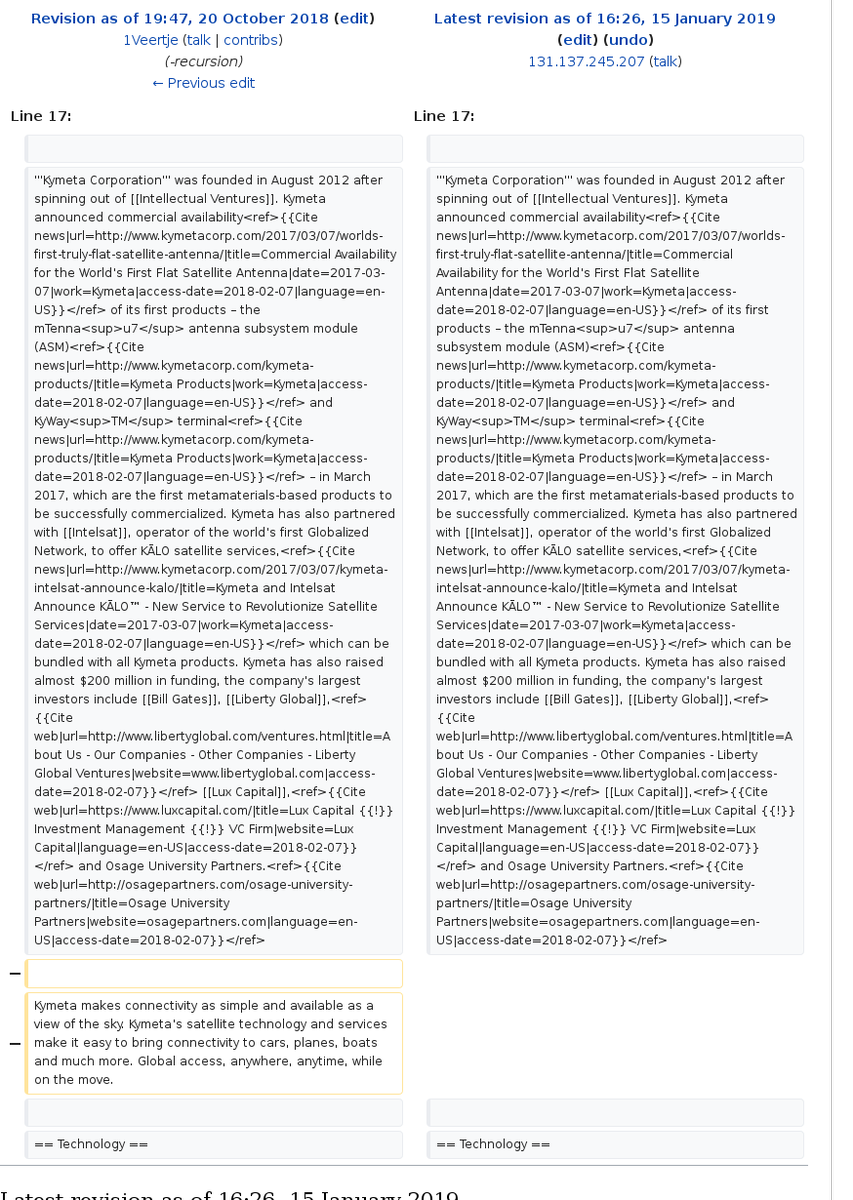 Revision as of 19:47, 20 October 2018 (edit)
1Veertje (talk | contribs)
(-recursion)
← Previous edit
Latest revision as of 16:26, 15 January 2019
(edit) (undo)
131.137.245.207 (talk)
Line 17:
Line 17:
'''Kymeta Corporation''' was founded in August 2012 after
spinning out of [[Intellectual Ventures]]. Kymeta
announced commercial availability<ref>{{Cite
news|url=http://www.kymetacorp.com/2017/03/07/worlds-
first-truly-flat-satellite-antenna/|title=Commercial Availability
for the World's First Flat Satellite Antenna|date=2017-03-
07|work=Kymeta|access-date=2018-02-07|language=en-
US}}</ref> of its first products – the
mTenna<sup>u7</sup> antenna subsystem module
(ASM)<ref>{{Cite
news|url=http://www.kymetacorp.com/kymeta-
products/|title=Kymeta Products|work=Kymeta|access-
date=2018-02-07|language=en-US}}</ref> and
KyWay<sup>TM</sup> terminal<ref>{{Cite
news|url=http://www.kymetacorp.com/kymeta-
products/|title=Kymeta Products|work=Kymeta|access-
date=2018-02-07|language=en-US}}</ref> – in March
2017, which are the first metamaterials-based products to
be successfully commercialized. Kymeta has also partnered
with [[Intelsat]], operator of the world's first Globalized
Network, to offer KĀLO satellite services,<ref>{{Cite
news|url=http://www.kymetacorp.com/2017/03/07/kymeta-
intelsat-announce-kalo/|title=Kymeta and Intelsat
Announce KĀLO™ - New Service to Revolutionize Satellite
Services|date=2017-03-07|work=Kymeta|access-
date=2018-02-07|language=en-US}}</ref> which can be
bundled with all Kymeta products. Kymeta has also raised
almost $200 million in funding, the company's largest
investors include [[Bill Gates]], [[Liberty Global]],<ref>
{{Cite
web|url=http://www.libertyglobal.com/ventures.html|title=A
bout Us - Our Companies - Other Companies - Liberty
Global Ventures|website=www.libertyglobal.com|access-
date=2018-02-07}}</ref> [[Lux Capital]],<ref>{{Cite
web|url=https://www.luxcapital.com/|title=Lux Capital {{!}}
Investment Management {{!}} VC Firm|website=Lux
Capital|language=en-US|access-date=2018-02-07}}
</ref> and Osage University Partners.<ref>{{Cite
web|url=http://osagepartners.com/osage-university-
partners/|title=Osage University
Partners|website=osagepartners.com|language=en-
US|access-date=2018-02-07}}</ref>
'''Kymeta Corporation''' was founded in August 2012 after
spinning out of [[Intellectual Ventures]]. Kymeta
announced commercial availability<ref>{{Cite
news|url=http://www.kymetacorp.com/2017/03/07/worlds-
first-truly-flat-satellite-antenna/|title=Commercial
Availability for the World's First Flat Satellite
Antenna|date=2017-03-07|work=Kymeta|access-
date=2018-02-07|language=en-US}}</ref> of its first
products – the mTenna<sup>u7</sup> antenna
subsystem module (ASM)<ref>{{Cite
news|url=http://www.kymetacorp.com/kymeta-
products/|title=Kymeta Products|work=Kymeta|access-
date=2018-02-07|language=en-US}}</ref> and
KyWay<sup>TM</sup> terminal<ref>{{Cite
news|url=http://www.kymetacorp.com/kymeta-
products/|title=Kymeta Products|work=Kymeta|access-
date=2018-02-07|language=en-US}}</ref> – in March
2017, which are the first metamaterials-based products to
be successfully commercialized. Kymeta has also partnered
with [[Intelsat]], operator of the world's first Globalized
Network, to offer KĀLO satellite services,<ref>{{Cite
news|url=http://www.kymetacorp.com/2017/03/07/kymeta-
intelsat-announce-kalo/|title=Kymeta and Intelsat
Announce KĀLO™ - New Service to Revolutionize Satellite
Services|date=2017-03-07|work=Kymeta|access-
date=2018-02-07|language=en-US}}</ref> which can be
bundled with all Kymeta products. Kymeta has also raised
almost $200 million in funding, the company's largest
investors include [[Bill Gates]], [[Liberty Global]],<ref>
{{Cite
web|url=http://www.libertyglobal.com/ventures.html|title=A
bout Us - Our Companies - Other Companies - Liberty
Global Ventures|website=www.libertyglobal.com|access-
date=2018-02-07}}</ref> [[Lux Capital]],<ref>{{Cite
web|url=https://www.luxcapital.com/|title=Lux Capital {{!}}
Investment Management {{!}} VC Firm|website=Lux
Capital|language=en-US|access-date=2018-02-07}}
</ref> and Osage University Partners.<ref>{{Cite
web|url=http://osagepartners.com/osage-university-
partners/|title=Osage University
Partners|website=osagepartners.com|language=en-
US|access-date=2018-02-07}}</ref>
−
−
Kymeta makes connectivity as simple and available as a
view of the sky. Kymeta's satellite technology and services
make it easy to bring connectivity to cars, planes, boats
and much more. Global access, anywhere, anytime, while
on the move.
== Technology ==
== Technology ==
Latest revision as of 16:26, 15 January 2019